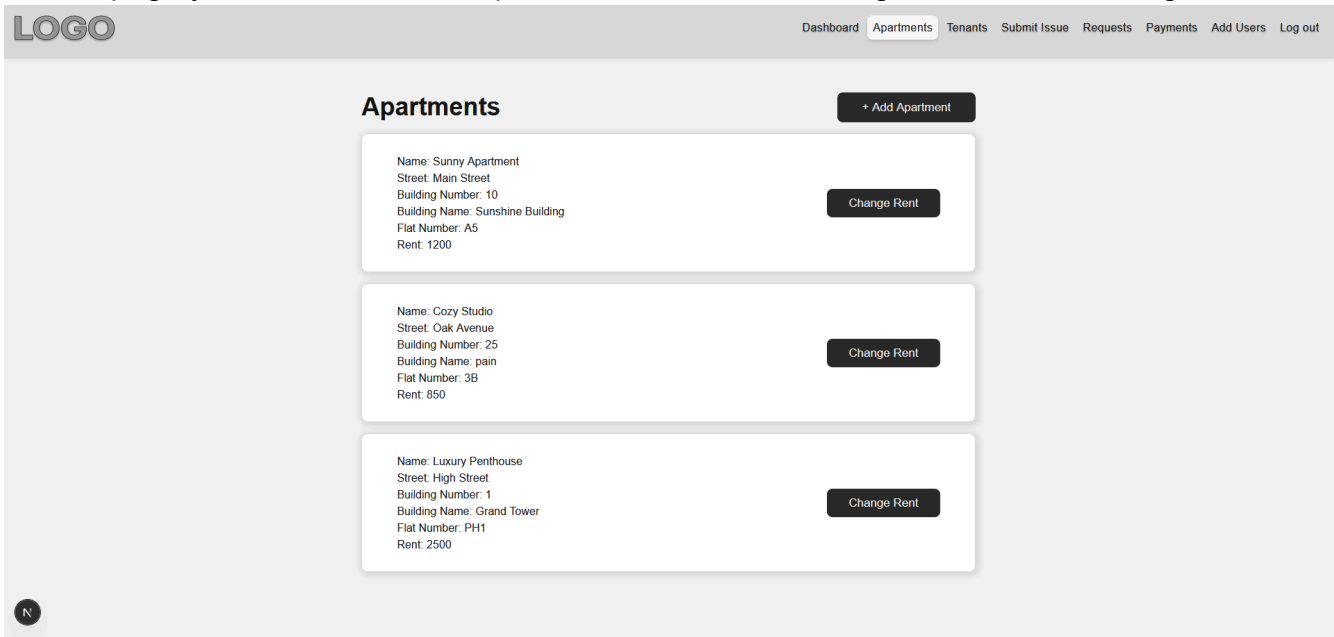 LOGO
Dashboard Apartments Tenants Submit Issue Requests Payments Add Users Log out
Apartments
+ Add Apartment
Name: Sunny Apartment
Street: Main Street
Building Number: 10
Building Name: Sunshine Building
Flat Number: A5
Rent: 1200
Change Rent
Name: Cozy Studio
Street: Oak Avenue
Building Number: 25
Building Name: pain
Flat Number: 3B
Rent: 850
Change Rent
Name: Luxury Penthouse
Street: High Street
Building Number: 1
Building Name: Grand Tower
Flat Number: PH1
Rent: 2500
Change Rent
N